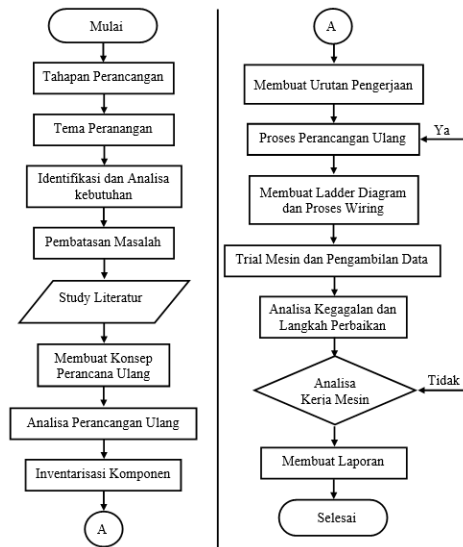 Mulai
Tahapan Perancangan
Tema Peranangan
Identifikasi dan Analisa
kebutuhan
Pembatasan Masalah
Study Literatur
Membuat Konsep
Perancana Ulang
Analisa Perancangan Ulang
Inventarisasi Komponen
A
A
Membuat Urutan Pengerjaan
Ya
Proses Perancangan Ulang
Membuat Ladder Diagram
dan Proses Wiring
Trial Mesin dan Pengambilan Data
Analisa Kegagalan dan
Langkah Perbaikan
Tidak
Analisa
Kerja Mesin
Membuat Laporan
Selesai